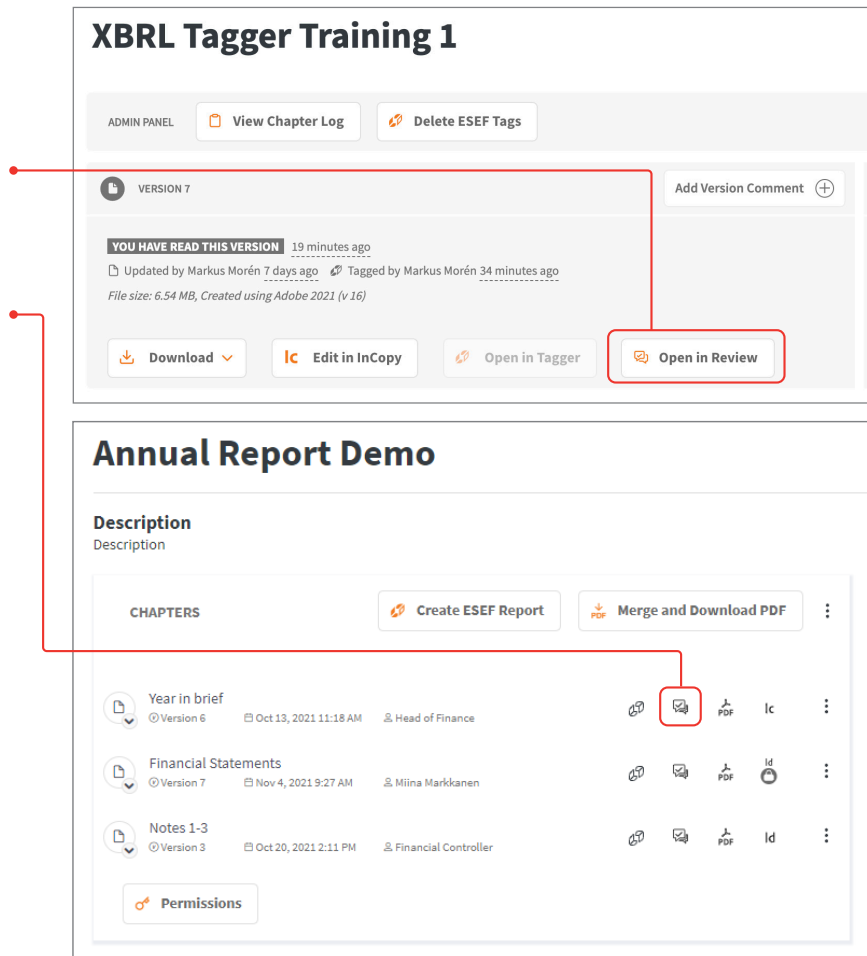 XBRL Tagger Training 1
ADMIN PANEL View Chapter Log Delete ESEF Tags
VERSION 7 Add Version Comment
YOU HAVE READ THIS VERSION 19 minutes ago
Updated by Markus Morén 7 days ago Tagged by Markus Morén 34 minutes ago
File size: 6.54 MB, Created using Adobe 2021 (v 16)
Download Ic Edit in InCopy Open in Tagger Open in Review
Annual Report Demo
Description
Description
CHAPTERS Create ESEF Report PDF Merge and Download PDF
Year in brief
Version 6 Oct 13, 2021 11:18 AM Head of Finance PDF Ic
Financial Statements
Version 7 Nov 4, 2021 9:27 AM Miina Markkanen PDF Id
Notes 1-3
Version 3 Oct 20, 2021 2:11 PM Financial Controller PDF Id
Permissions